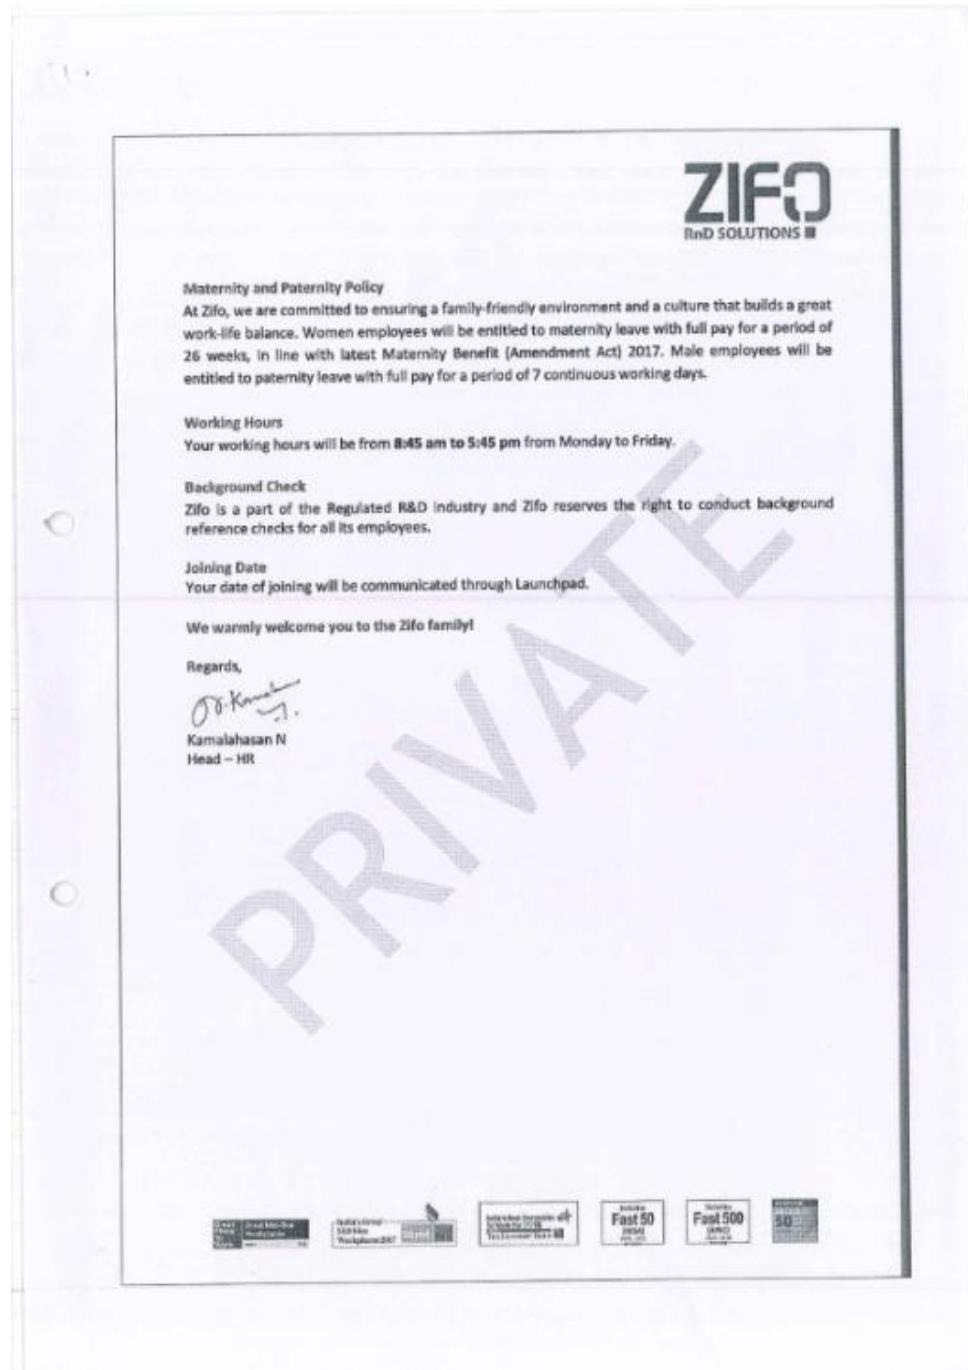 ZIFO
RnD SOLUTIONS
Maternity and Paternity Policy
At Zifo, we are committed to ensuring a family-friendly environment and a culture that builds a great
work-life balance. Women employees will be entitled to maternity leave with full pay for a period of
26 weeks, in line with latest Maternity Benefit (Amendment Act) 2017. Male employees will be
entitled to paternity leave with full pay for a period of 7 continuous working days.
Working Hours
Your working hours will be from 8:45 am to 5:45 pm from Monday to Friday.
Background Check
Zifo is a part of the Regulated R&D industry and Zifo reserves the right to conduct background
reference checks for all its employees.
Joining Date
Your date of joining will be communicated through Launchpad.
We warmly welcome you to the Zifo family!
Regards,
Kamalahasan N
Head – HR
PRIVATE
Fast 50
Fast 500
50